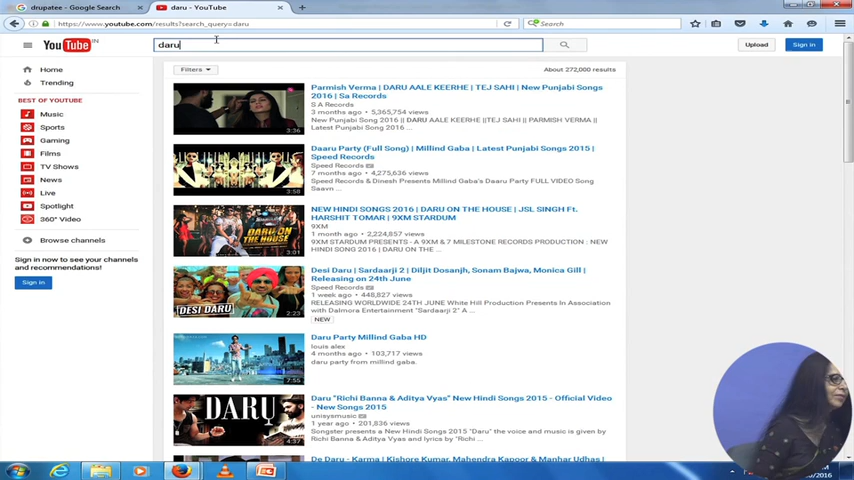 drupatee - Google Search
daru - YouTube
https://www.youtube.com/results?search_query=daru
Search
YouTube IN
daru
Upload
Sign in
Home
Trending
BEST OF YOUTUBE
Music
Sports
Gaming
Films
TV Shows
News
Live
Spotlight
360° Video
Browse channels
Sign in now to see your channels
and recommendations!
Sign in
Filters
About 272,000 results
Parmish Verma | DARU AALE KEERHE | TEJ SAHI | New Punjabi Songs
2016 | Sa Records
S A Records
3 months ago • 5,365,754 views
New Punjabi Song 2016 || DARU AALE KEERHE ||TEJ SAHI || PARMISH VERMA ||
Latest Punjabi Song 2016 ...
3:36
Daaru Party (Full Song) | Millind Gaba | Latest Punjabi Songs 2015 |
Speed Records
Speed Records
7 months ago • 4,275,636 views
Speed Records & Dinesh Presents Millind Gaba's Daaru Party FULL VIDEO Song
Saavn ...
3:58
NEW HINDI SONGS 2016 | DARU ON THE HOUSE | JSL SINGH Ft.
HARSHIT TOMAR | 9XM STARDUM
9XM
1 month ago • 2,224,857 views
9XM STARDUM PRESENTS - A 9XM & 7 MILESTONE RECORDS PRODUCTION : NEW
HINDI SONG 2016 | DARU ON THE ...
DARU ON
THE HOUSE
3:01
Desi Daru | Sardaarji 2 | Diljit Dosanjh, Sonam Bajwa, Monica Gill |
Releasing on 24th June
Speed Records
1 week ago • 448,827 views
RELEASING WORLDWIDE 24TH JUNE White Hill Production Presents In Association
with Dalmora Entertainment "Sardaarji 2" A ...
NEW
DESI DARU
2:23
Daru Party Millind Gaba HD
louis alex
4 months ago • 103,717 views
daru party from milind gaba.
7:55
Daru "Richi Banna & Aditya Vyas" New Hindi Songs 2015 - Official Video
- New Songs 2015
unisysmusic
1 year ago • 201,836 views
Songster presents a New Songs 2015 "Daru" the voice and music is given by
Richi Banna & Aditya Vyas and lyrics by "Richi ...
DARU
4:37
De Daru - Karma | Kishore Kumar, Mahendra Kapoor & Manhar Udhas |